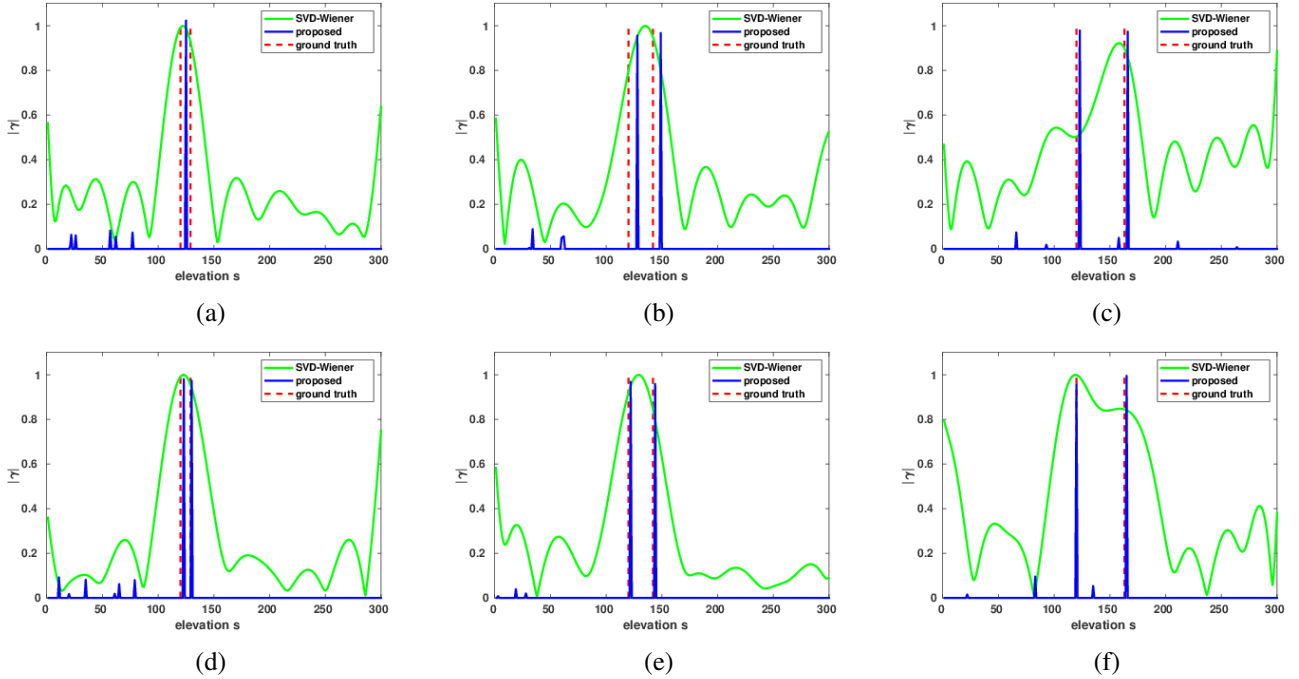 SVD-Wiener
proposed
ground truth
1
0.8
0.6
0.4
0.2
0
|γ|
0 50 100 150 200 250 300
elevation s
(a)
SVD-Wiener
proposed
ground truth
1
0.8
0.6
0.4
0.2
0
|γ|
0 50 100 150 200 250 300
elevation s
(b)
SVD-Wiener
proposed
ground truth
1
0.8
0.6
0.4
0.2
0
|γ|
0 50 100 150 200 250 300
elevation s
(c)
SVD-Wiener
proposed
ground truth
1
0.8
0.6
0.4
0.2
0
|γ|
0 50 100 150 200 250 300
elevation s
(d)
SVD-Wiener
proposed
ground truth
1
0.8
0.6
0.4
0.2
0
|γ|
0 50 100 150 200 250 300
elevation s
(e)
SVD-Wiener
proposed
ground truth
1
0.8
0.6
0.4
0.2
0
|γ|
0 50 100 150 200 250 300
elevation s
(f)